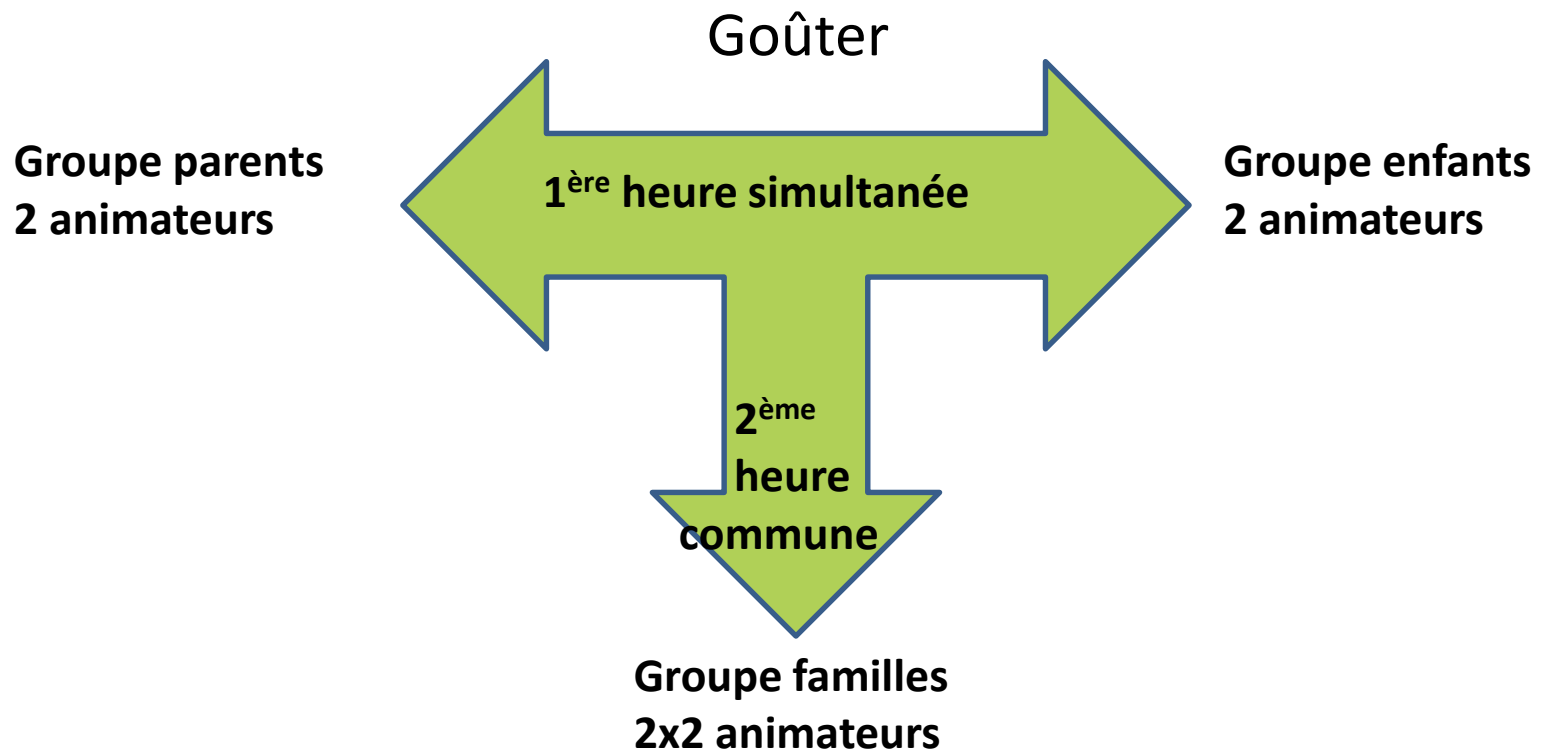 Goûter
Groupe parents
2 animateurs
1ère heure simultanée
Groupe enfants
2 animateurs
2ème
heure
commune
Groupe familles
2x2 animateurs